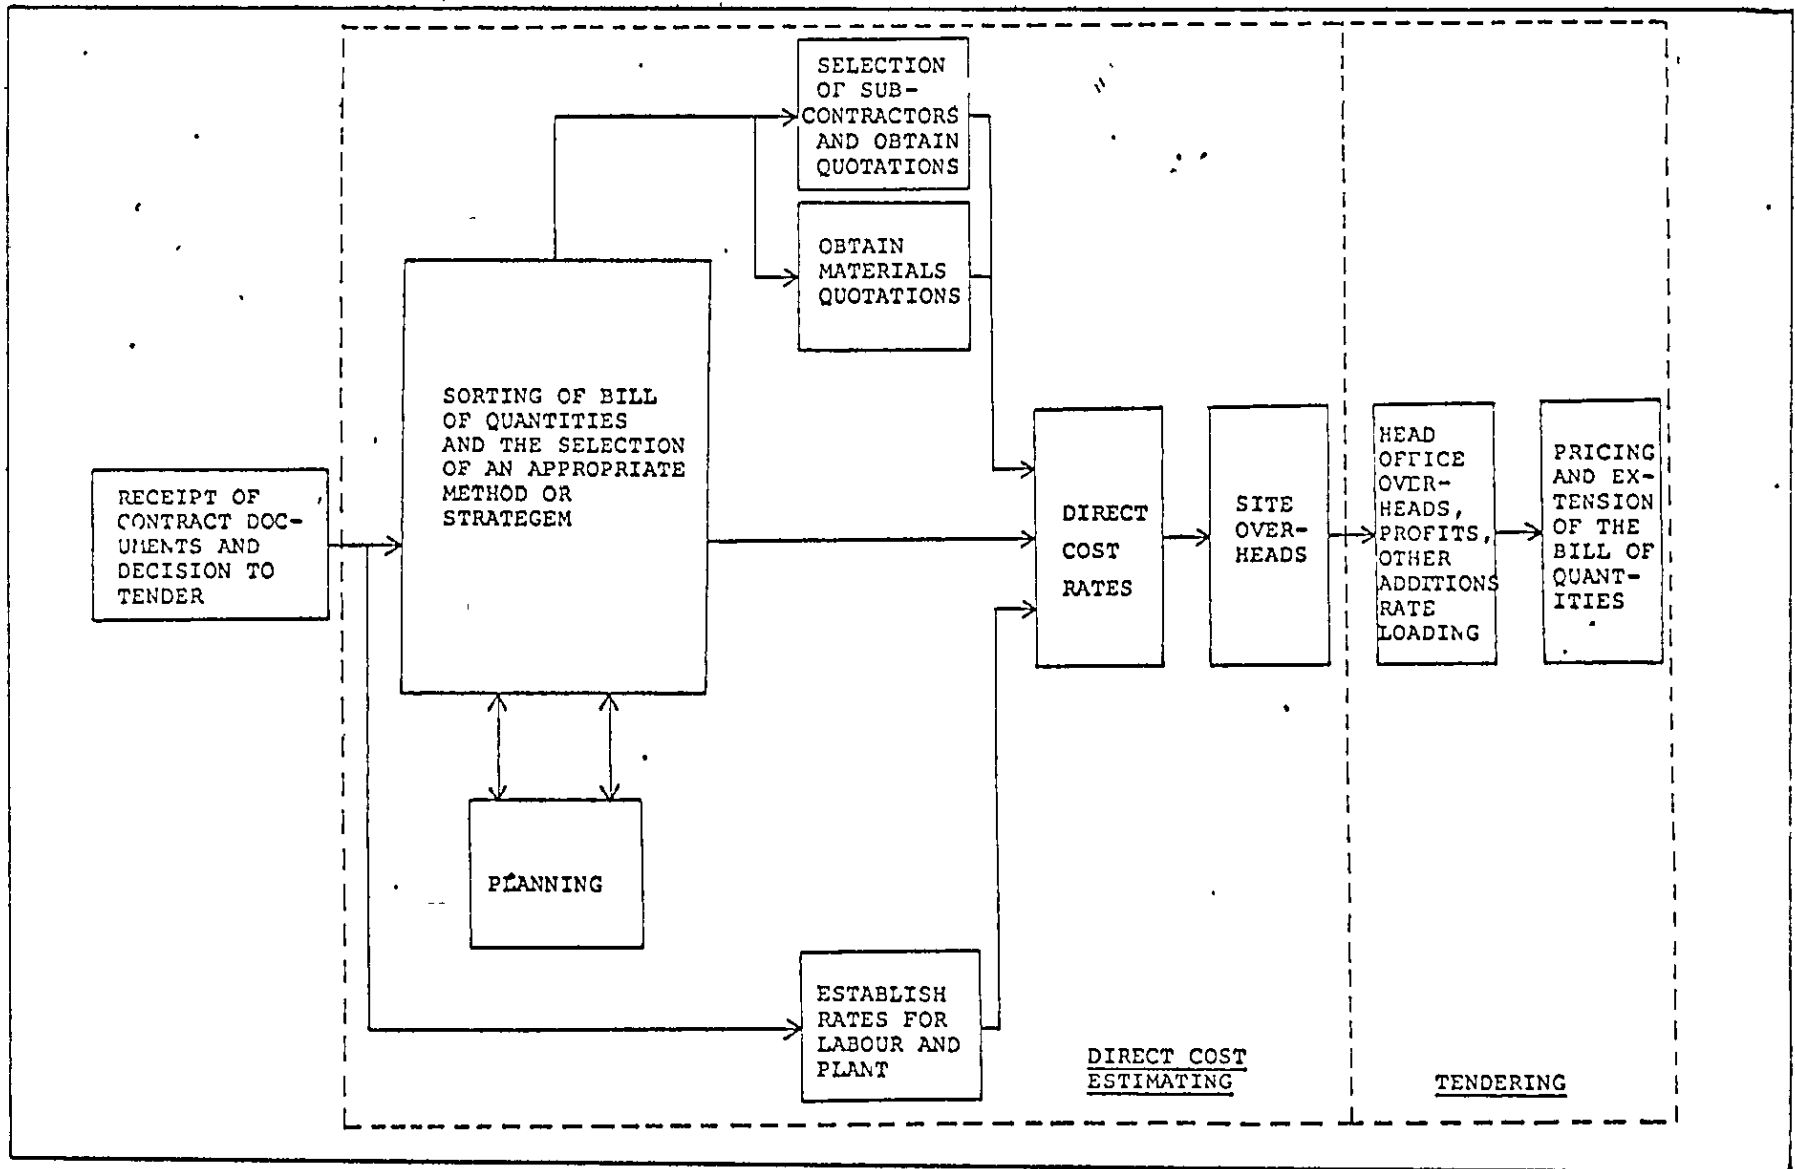 SELECTION
OF SUB-
CONTRACTORS
AND OBTAIN
QUOTATIONS
OBTAIN
MATERIALS
QUOTATIONS
SORTING OF BILL
OF QUANTITIES
AND THE SELECTION
OF AN APPROPRIATE
METHOD OR
STRATEGEM
RECEIPT OF
CONTRACT DOC-
UMENTS AND
DECISION TO
TENDER
DIRECT
COST
RATES
SITE
OVER-
HEADS
HEAD
OFFICE
OVER-
HEADS,
PROFITS,
OTHER
ADDITIONS
RATE
LOADING
PRICING
AND EX-
TENSION
OF THE
BILL OF
QUANT-
ITIES
PLANNING
ESTABLISH
RATES FOR
LABOUR AND
PLANT
DIRECT COST
ESTIMATING
TENDERING